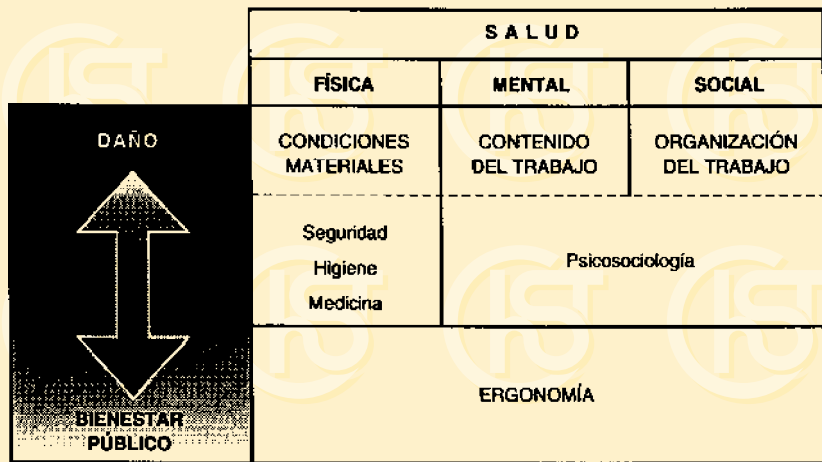 SALUD
FÍSICA MENTAL SOCIAL
DAÑO
CONDICIONES MATERIALES
CONTENIDO DEL TRABAJO
ORGANIZACIÓN DEL TRABAJO
Seguridad
Higiene
Medicina
Psicosociología
ERGONOMÍA
BIENESTAR
PÚBLICO